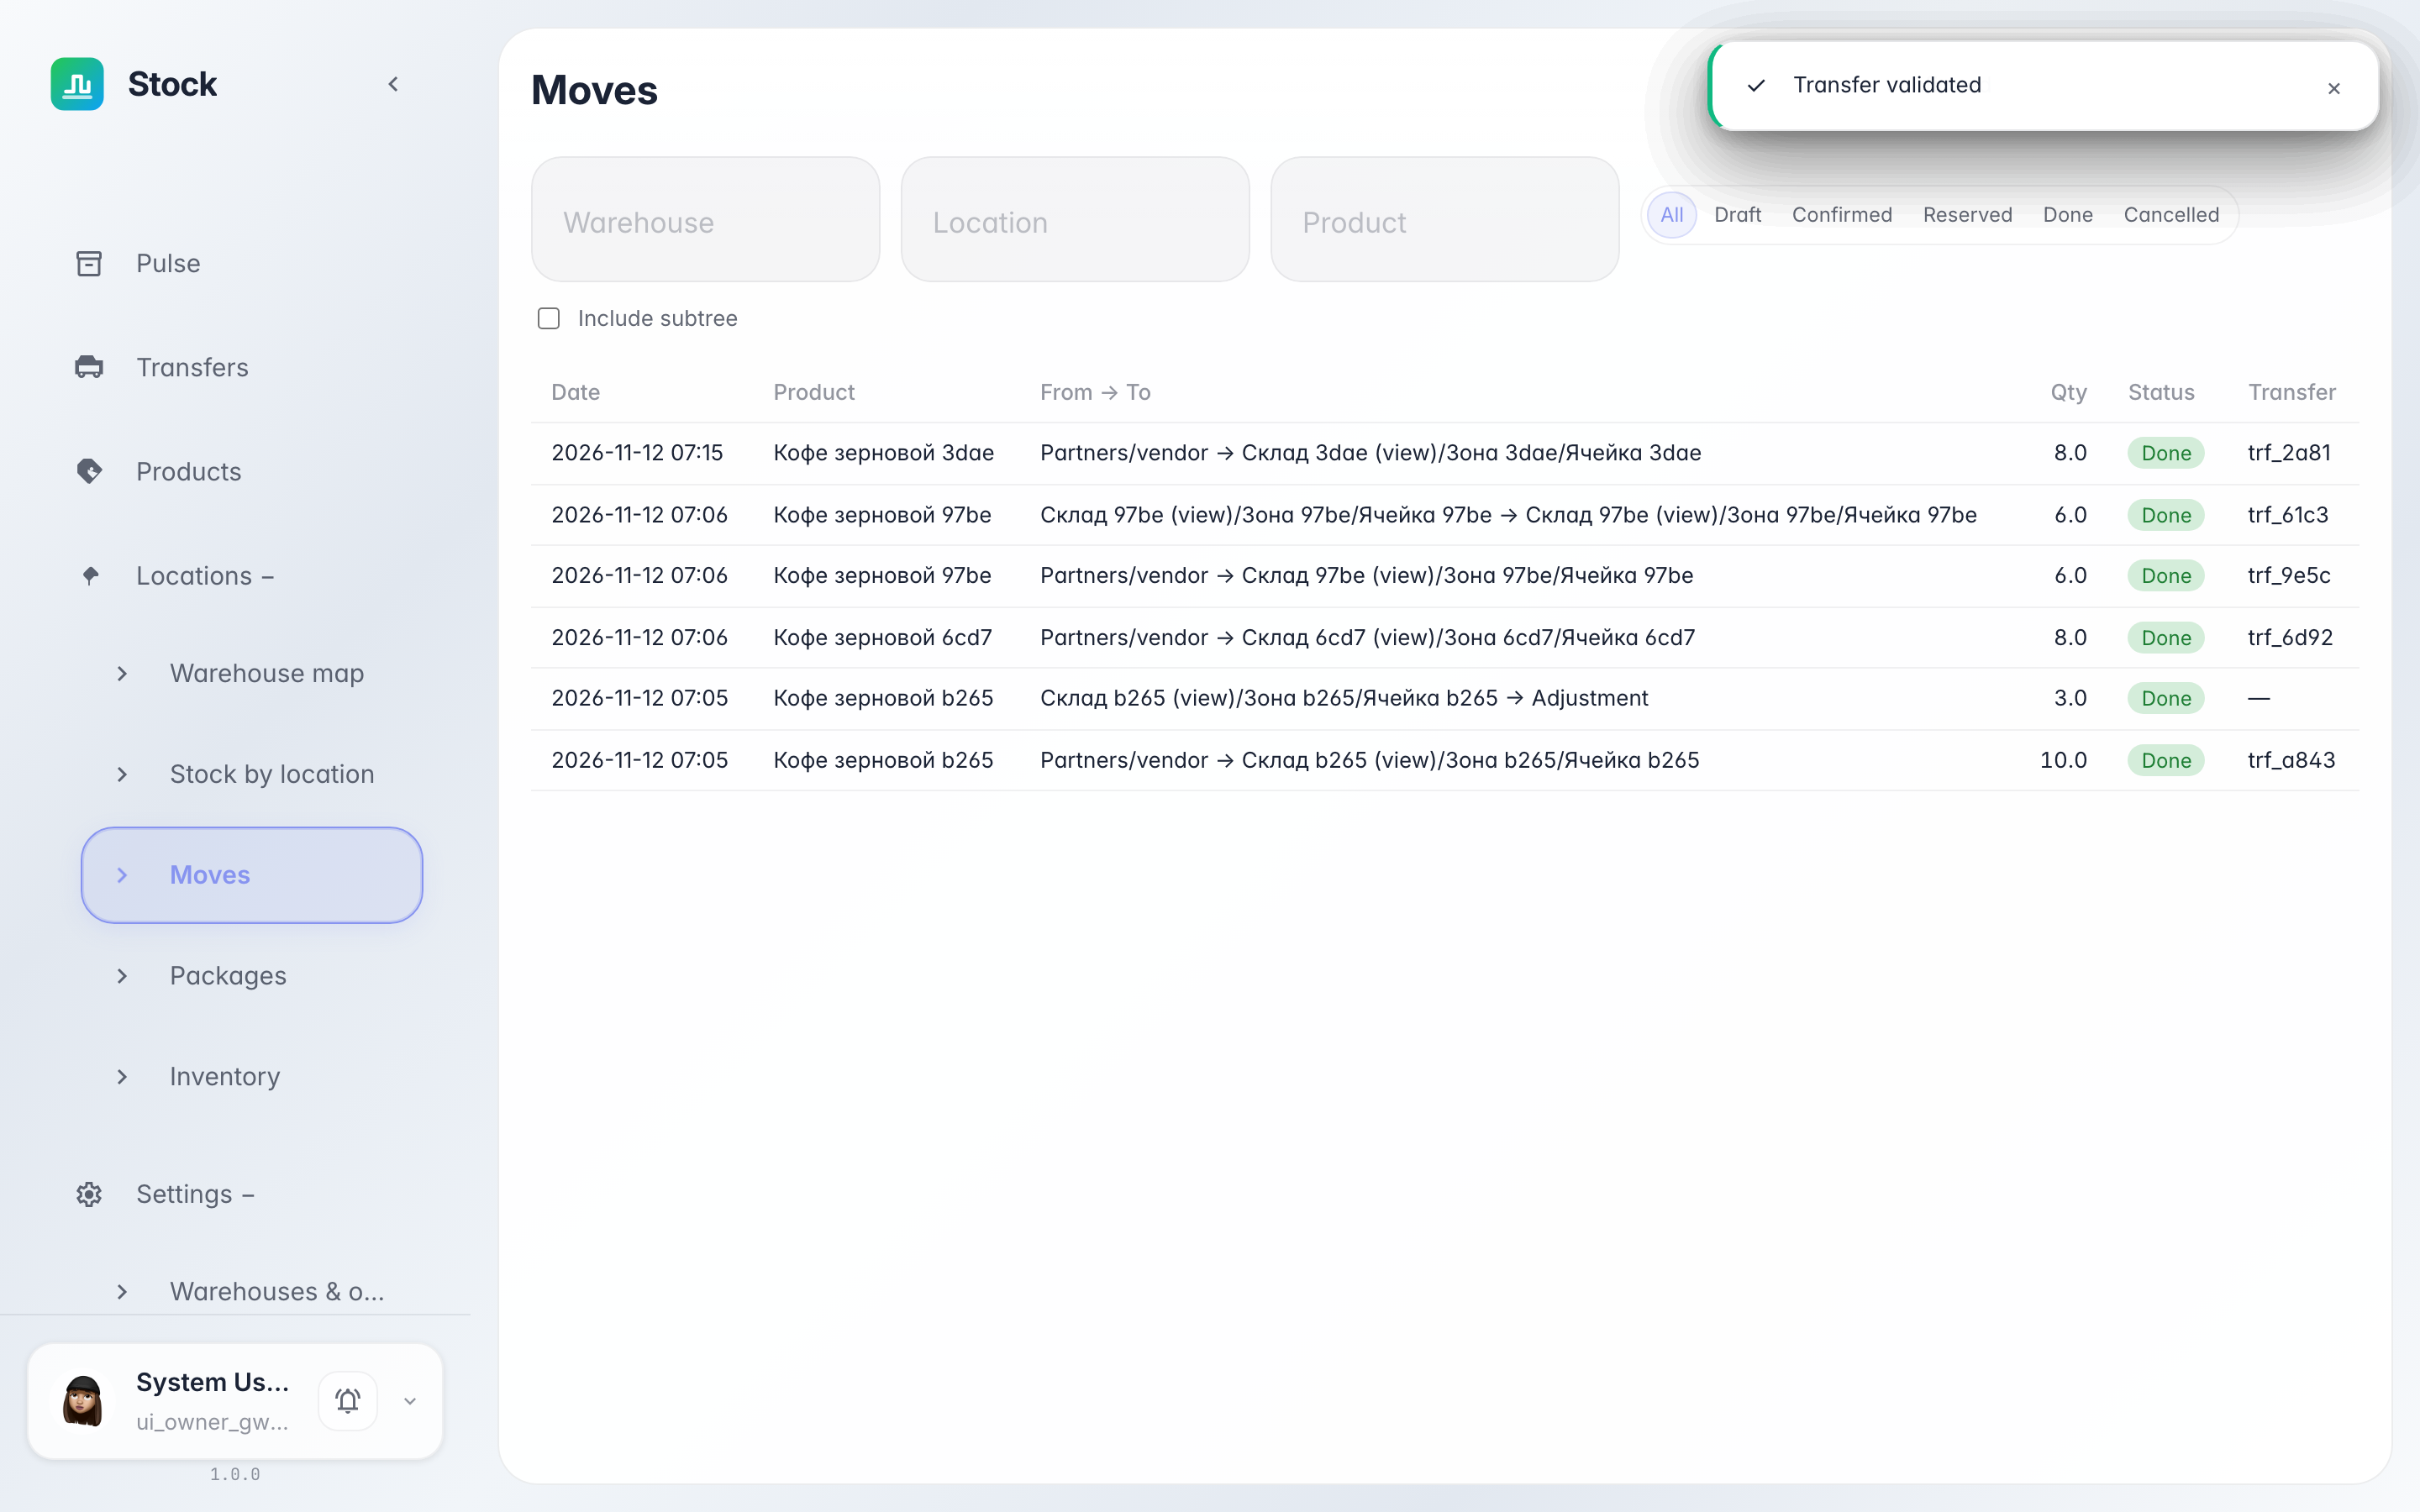 Stock
Pulse
Transfers
Products
Locations –
Warehouse map
Stock by location
Moves
Packages
Inventory
Settings –
Warehouses & o...
System Us...
ui_owner_gw...
1.0.0
Moves
Transfer validated
Warehouse
Location
Product
All Draft Confirmed Reserved Done Cancelled
Include subtree
Date Product From → To Qty Status Transfer
2026-11-12 07:15 Кофе зерновой 3dae Partners/vendor → Склад 3dae (view)/Зона 3dae/Ячейка 3dae 8.0 Done trf_2a81
2026-11-12 07:06 Кофе зерновой 97be Склад 97be (view)/Зона 97be/Ячейка 97be → Склад 97be (view)/Зона 97be/Ячейка 97be 6.0 Done trf_61c3
2026-11-12 07:06 Кофе зерновой 97be Partners/vendor → Склад 97be (view)/Зона 97be/Ячейка 97be 6.0 Done trf_9e5c
2026-11-12 07:06 Кофе зерновой 6cd7 Partners/vendor → Склад 6cd7 (view)/Зона 6cd7/Ячейка 6cd7 8.0 Done trf_6d92
2026-11-12 07:05 Кофе зерновой b265 Склад b265 (view)/Зона b265/Ячейка b265 → Adjustment 3.0 Done —
2026-11-12 07:05 Кофе зерновой b265 Partners/vendor → Склад b265 (view)/Зона b265/Ячейка b265 10.0 Done trf_a843